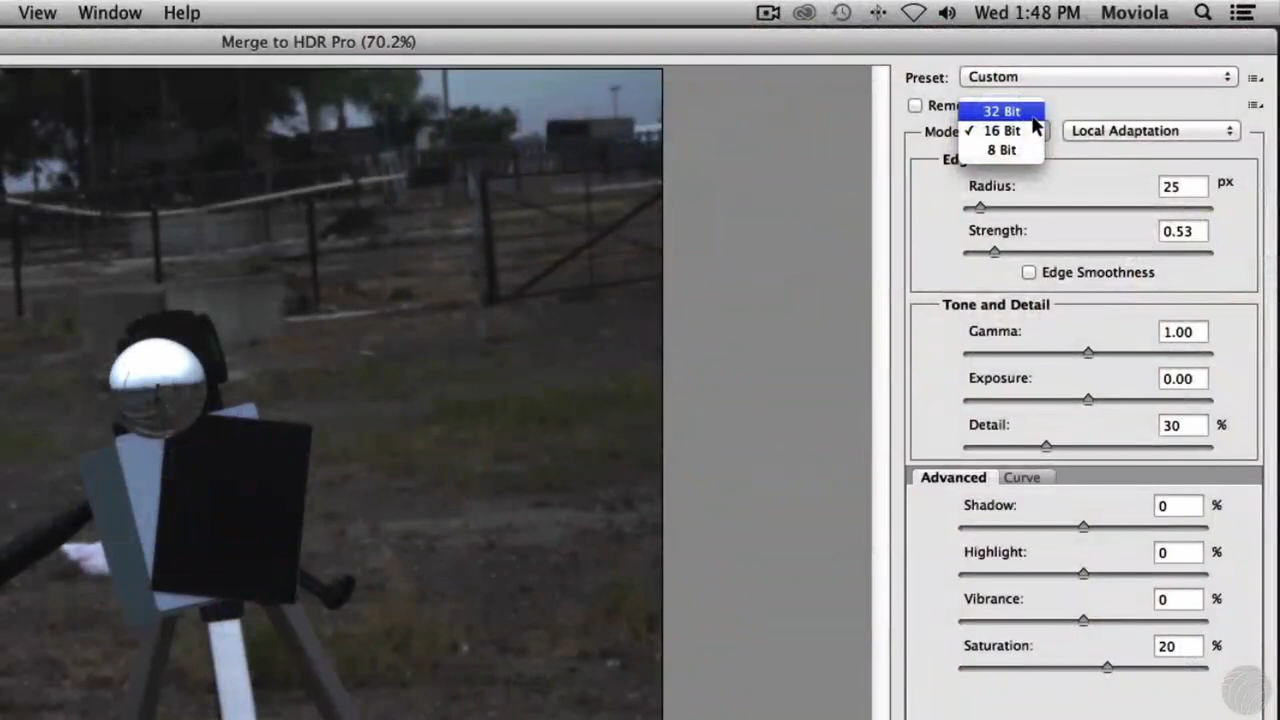 View Window Help Wed 1:48 PM Moviola
Merge to HDR Pro (70.2%)
Preset: Custom
32 Bit
Mode
✓ 16 Bit
Local Adaptation
8 Bit
Radius: 25 px
Strength: 0.53
Edge Smoothness
Tone and Detail
Gamma: 1.00
Exposure: 0.00
Detail: 30 %
Advanced Curve
Shadow: 0 %
Highlight: 0 %
Vibrance: 0 %
Saturation: 20 %